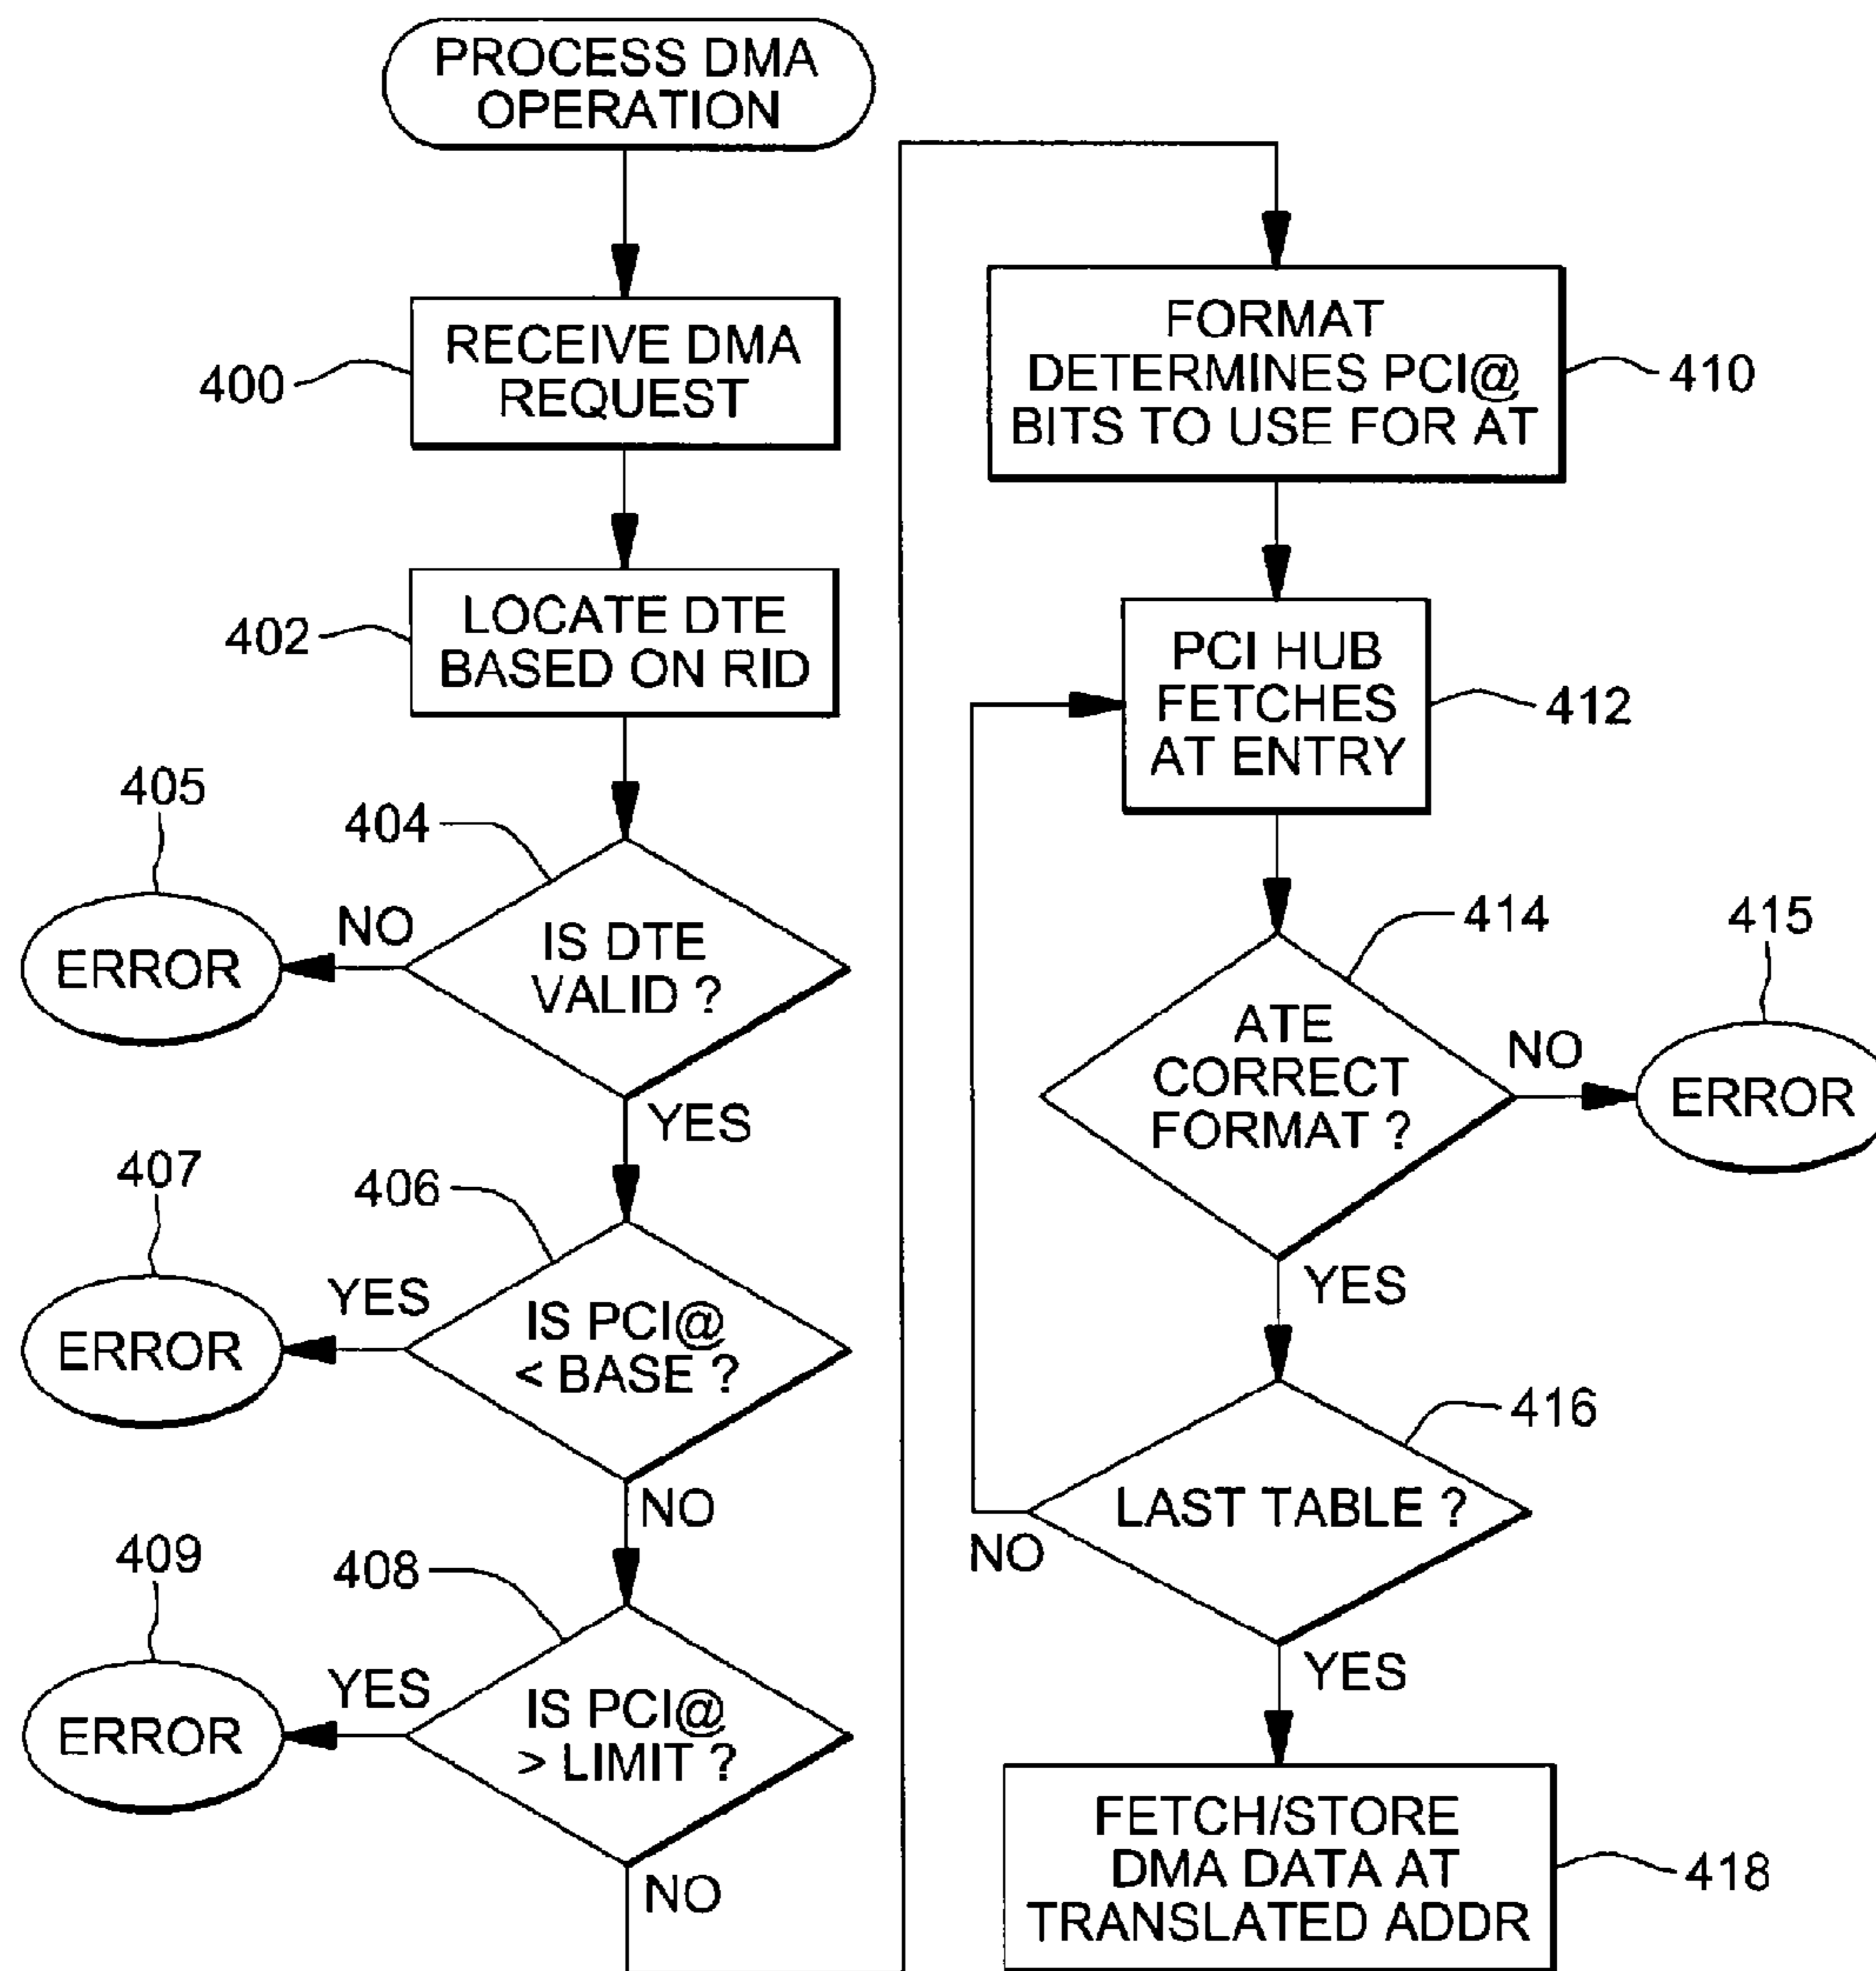 PROCESS DMA
OPERATION
RECEIVE DMA
REQUEST
400
LOCATE DTE
BASED ON RID
402
405
404
ERROR
NO
IS DTE
VALID ?
YES
407
406
ERROR
YES
IS PCI@
< BASE ?
NO
409
408
ERROR
YES
IS PCI@
> LIMIT ?
NO
FORMAT
DETERMINES PCI@
BITS TO USE FOR AT
410
PCI HUB
FETCHES
AT ENTRY
412
414
415
ATE
CORRECT
FORMAT ?
NO
ERROR
YES
416
LAST TABLE ?
NO
YES
FETCH/STORE
DMA DATA AT
TRANSLATED ADDR
418